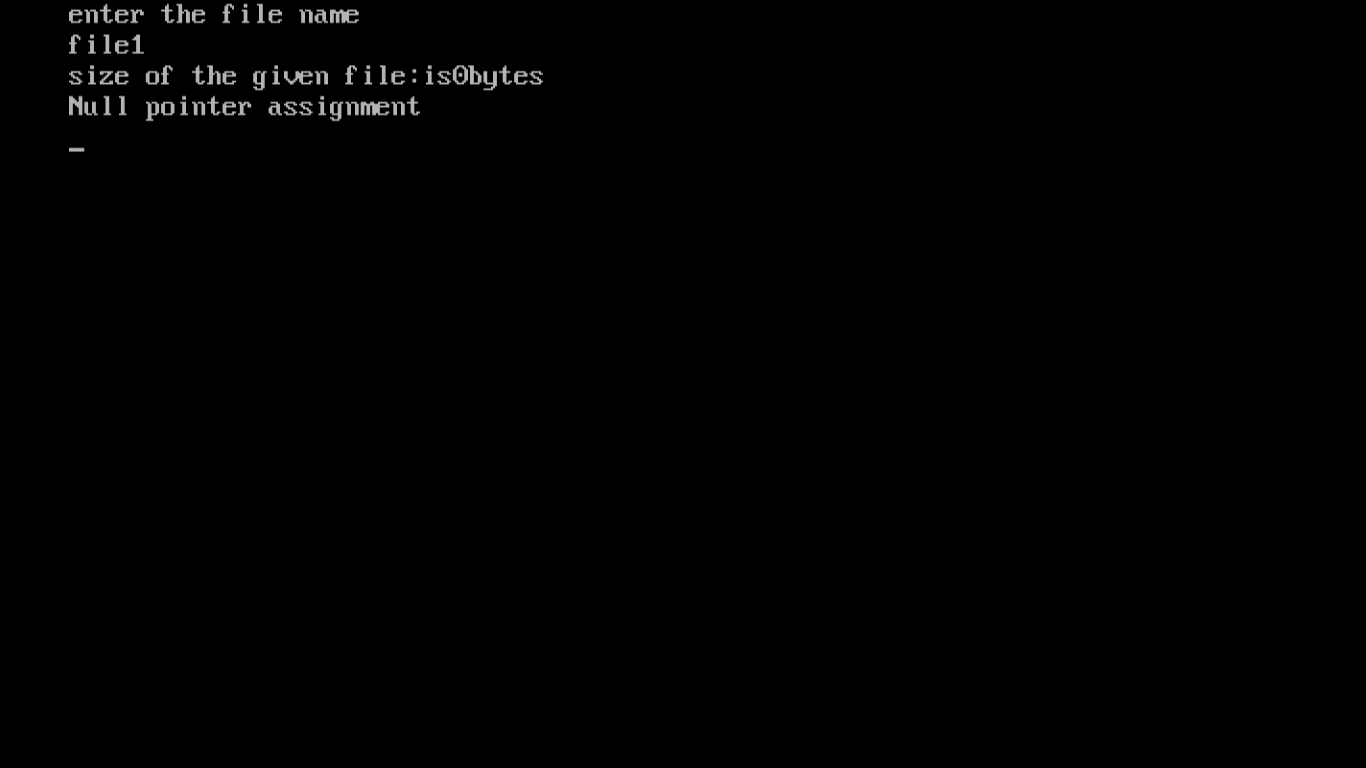 enter the file name
file1
size of the given file:is0bytes
Null pointer assignment
_